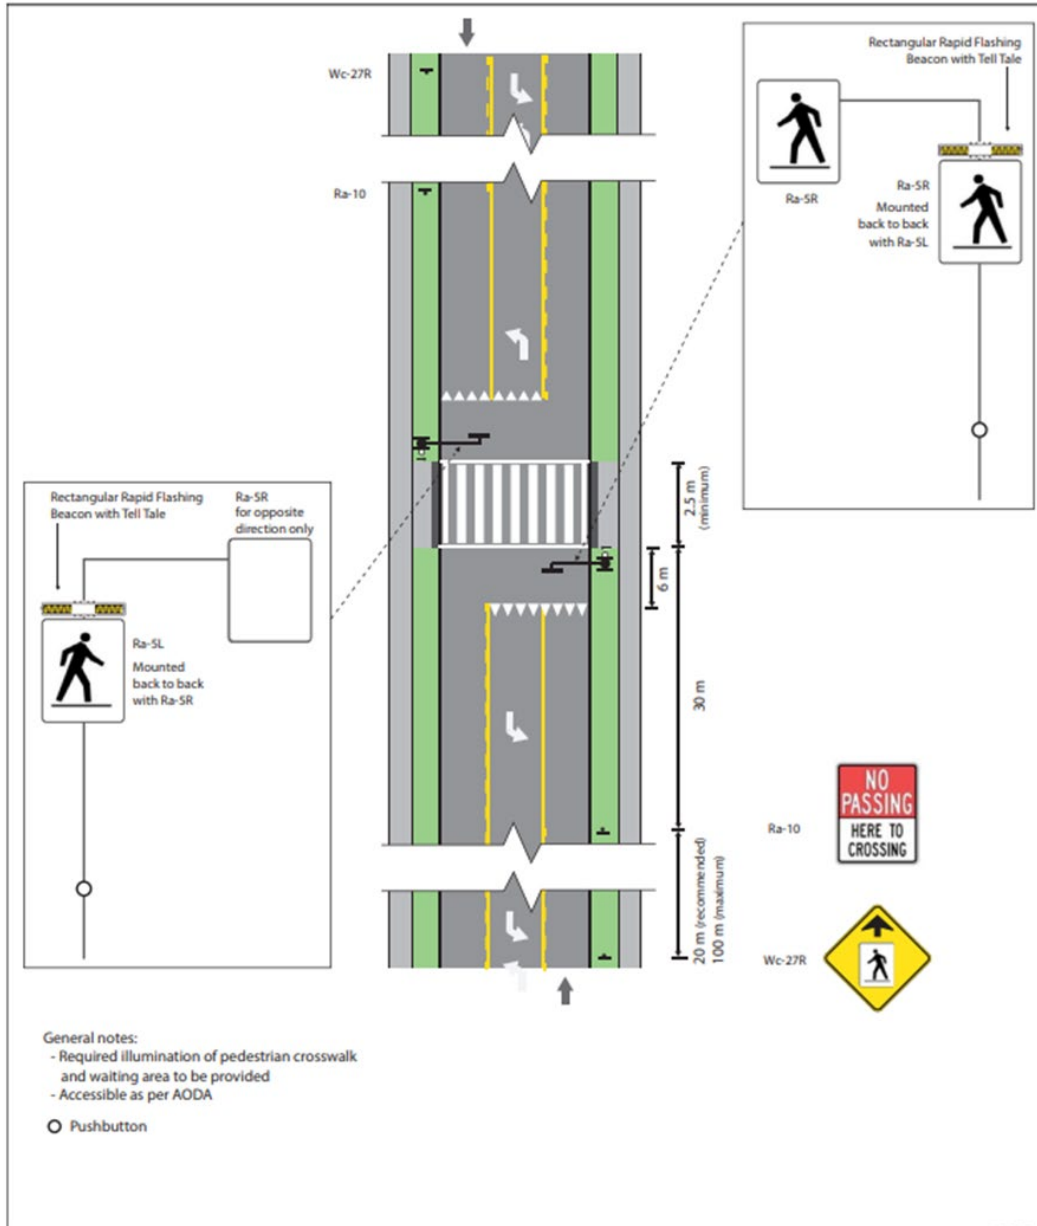 Wc-27R
Ra-10
Rectangular Rapid Flashing
Beacon with Tell Tale
Ra-5R
Ra-5R
Mounted
back to back
with Ra-5L
Rectangular Rapid Flashing
Beacon with Tell Tale
Ra-5R
for opposite
direction only
Ra-5L
Mounted
back to back
with Ra-5R
2.5 m
(minimum)
6 m
30 m
20 m (recommended)
100 m (maximum)
Ra-10
NO
PASSING
HERE TO
CROSSING
Wc-27R
General notes:
- Required illumination of pedestrian crosswalk
and waiting area to be provided
- Accessible as per AODA
Pushbutton